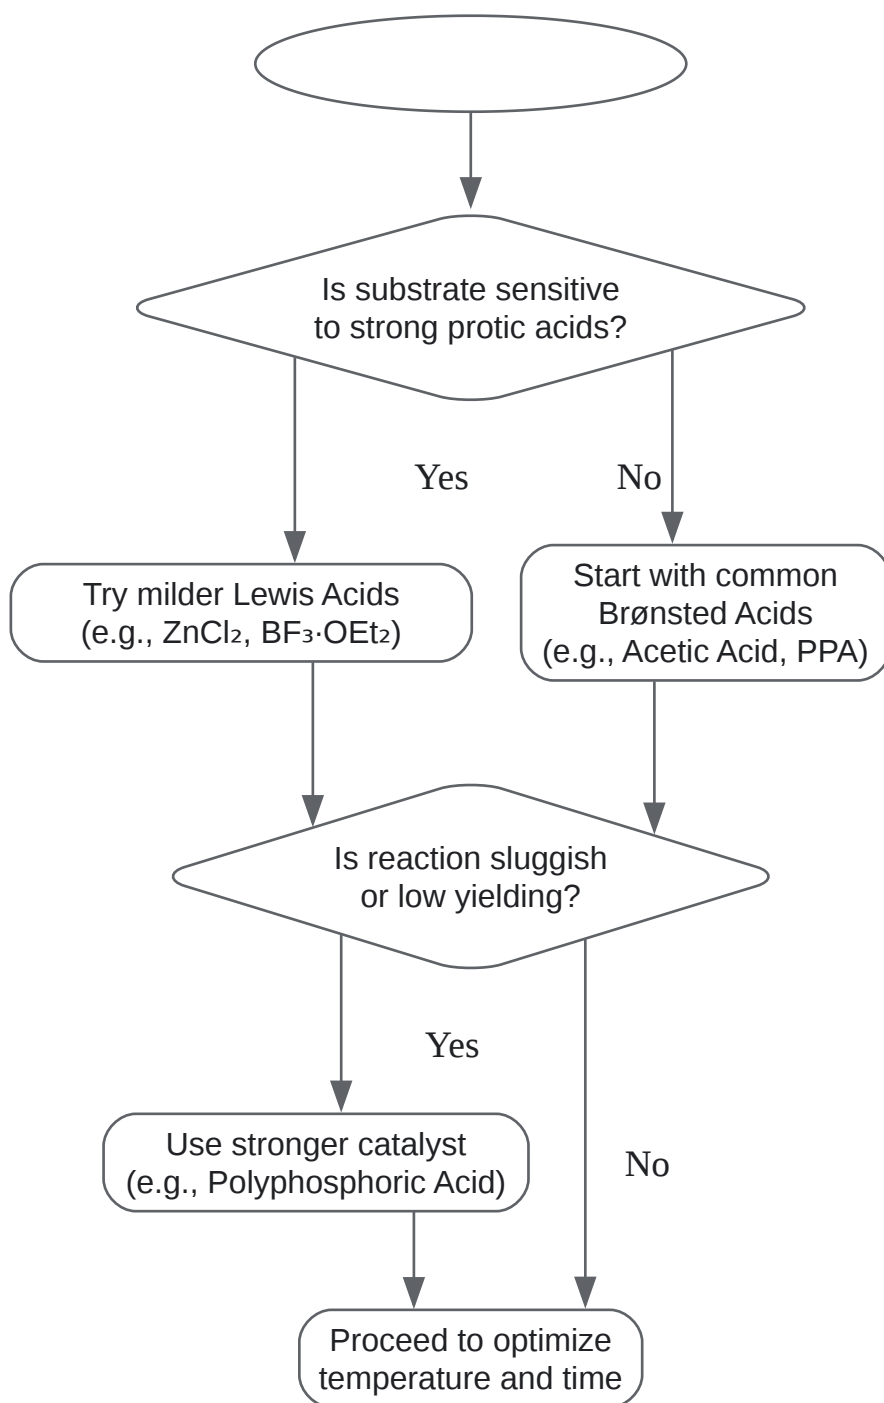 Is substrate sensitive
to strong protic acids?
Yes
No
Try milder Lewis Acids
(e.g., ZnCl₂, BF₃·OEt₂)
Start with common
Brønsted Acids
(e.g., Acetic Acid, PPA)
Is reaction sluggish
or low yielding?
Yes
Use stronger catalyst
(e.g., Polyphosphoric Acid)
No
Proceed to optimize
temperature and time